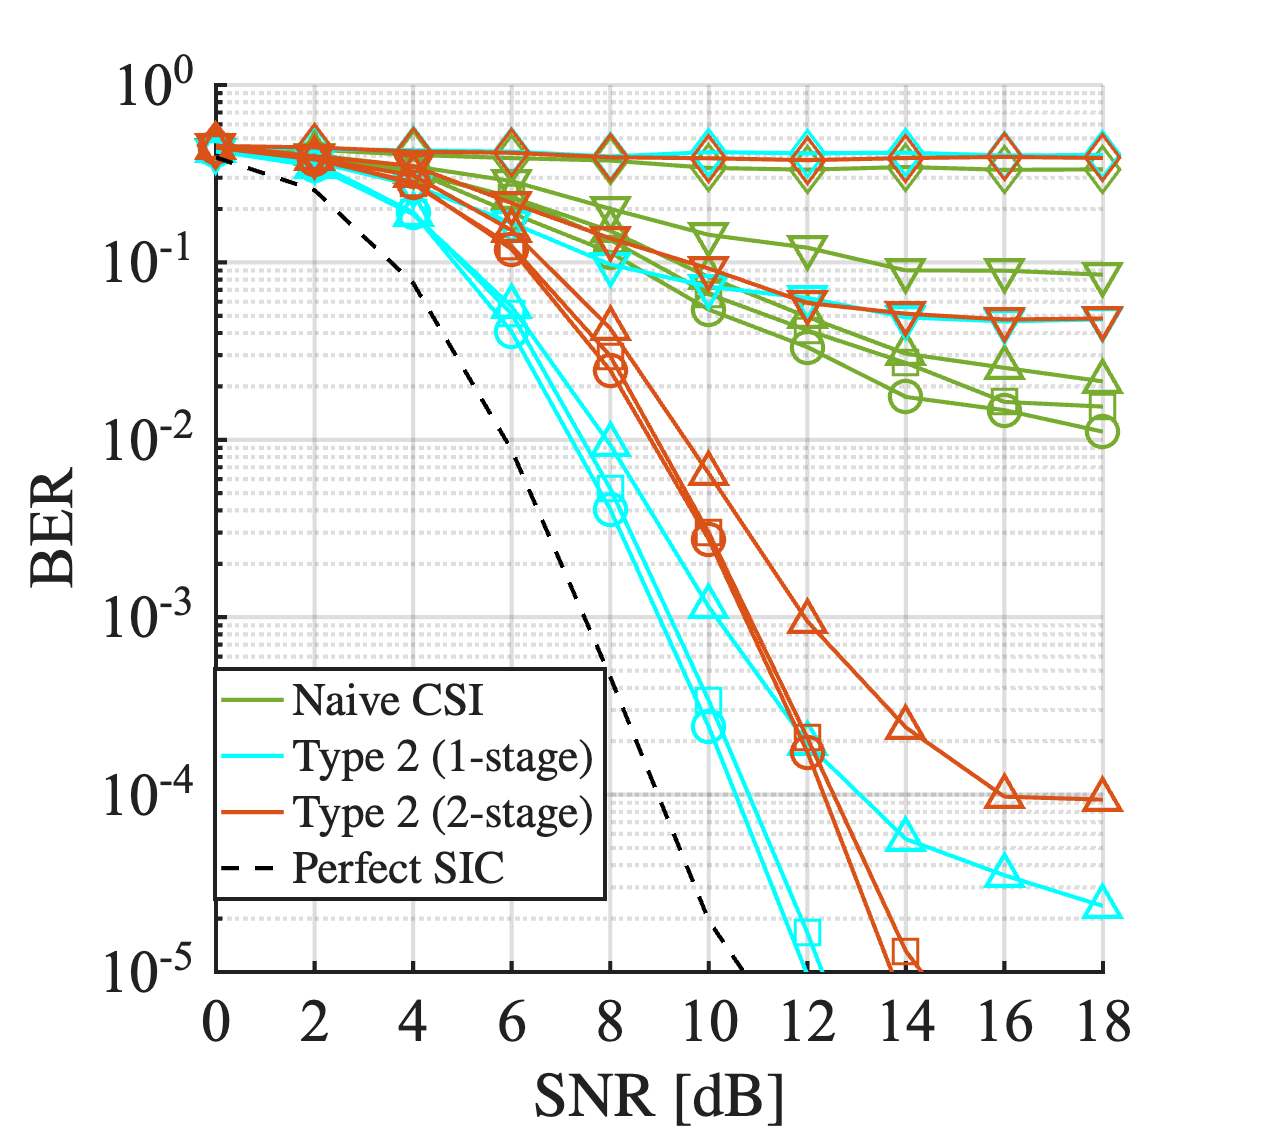 10^0
10^-1
10^-2
10^-3
10^-4
10^-5
BER
Naive CSI
Type 2 (1-stage)
Type 2 (2-stage)
Perfect SIC
0 2 4 6 8 10 12 14 16 18
SNR [dB]